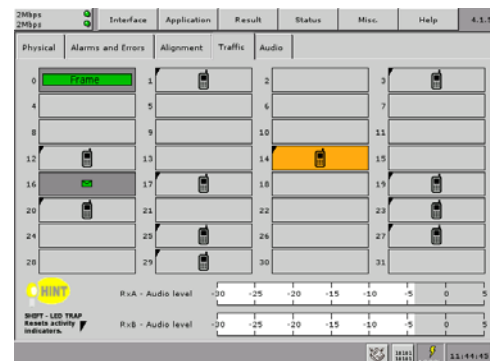 2Mbps Interface Application Result Status Misc. Help 4.1.5
2Mbps
Physical Alarms and Errors Alignment Traffic Audio
0 Frame 1 2 3
4 5 6 7
8 9 10 11
12 13 14 15
16 17 18 19
20 21 22 23
24 25 26 27
28 29 30 31
HINT
RxA - Audio level -30 -25 -20 -15 -10 -5 0 5
SHIFT - LED TRAP
Resets activity
indicators.
RxB - Audio level -30 -25 -20 -15 -10 -5 0 5
11:44:45